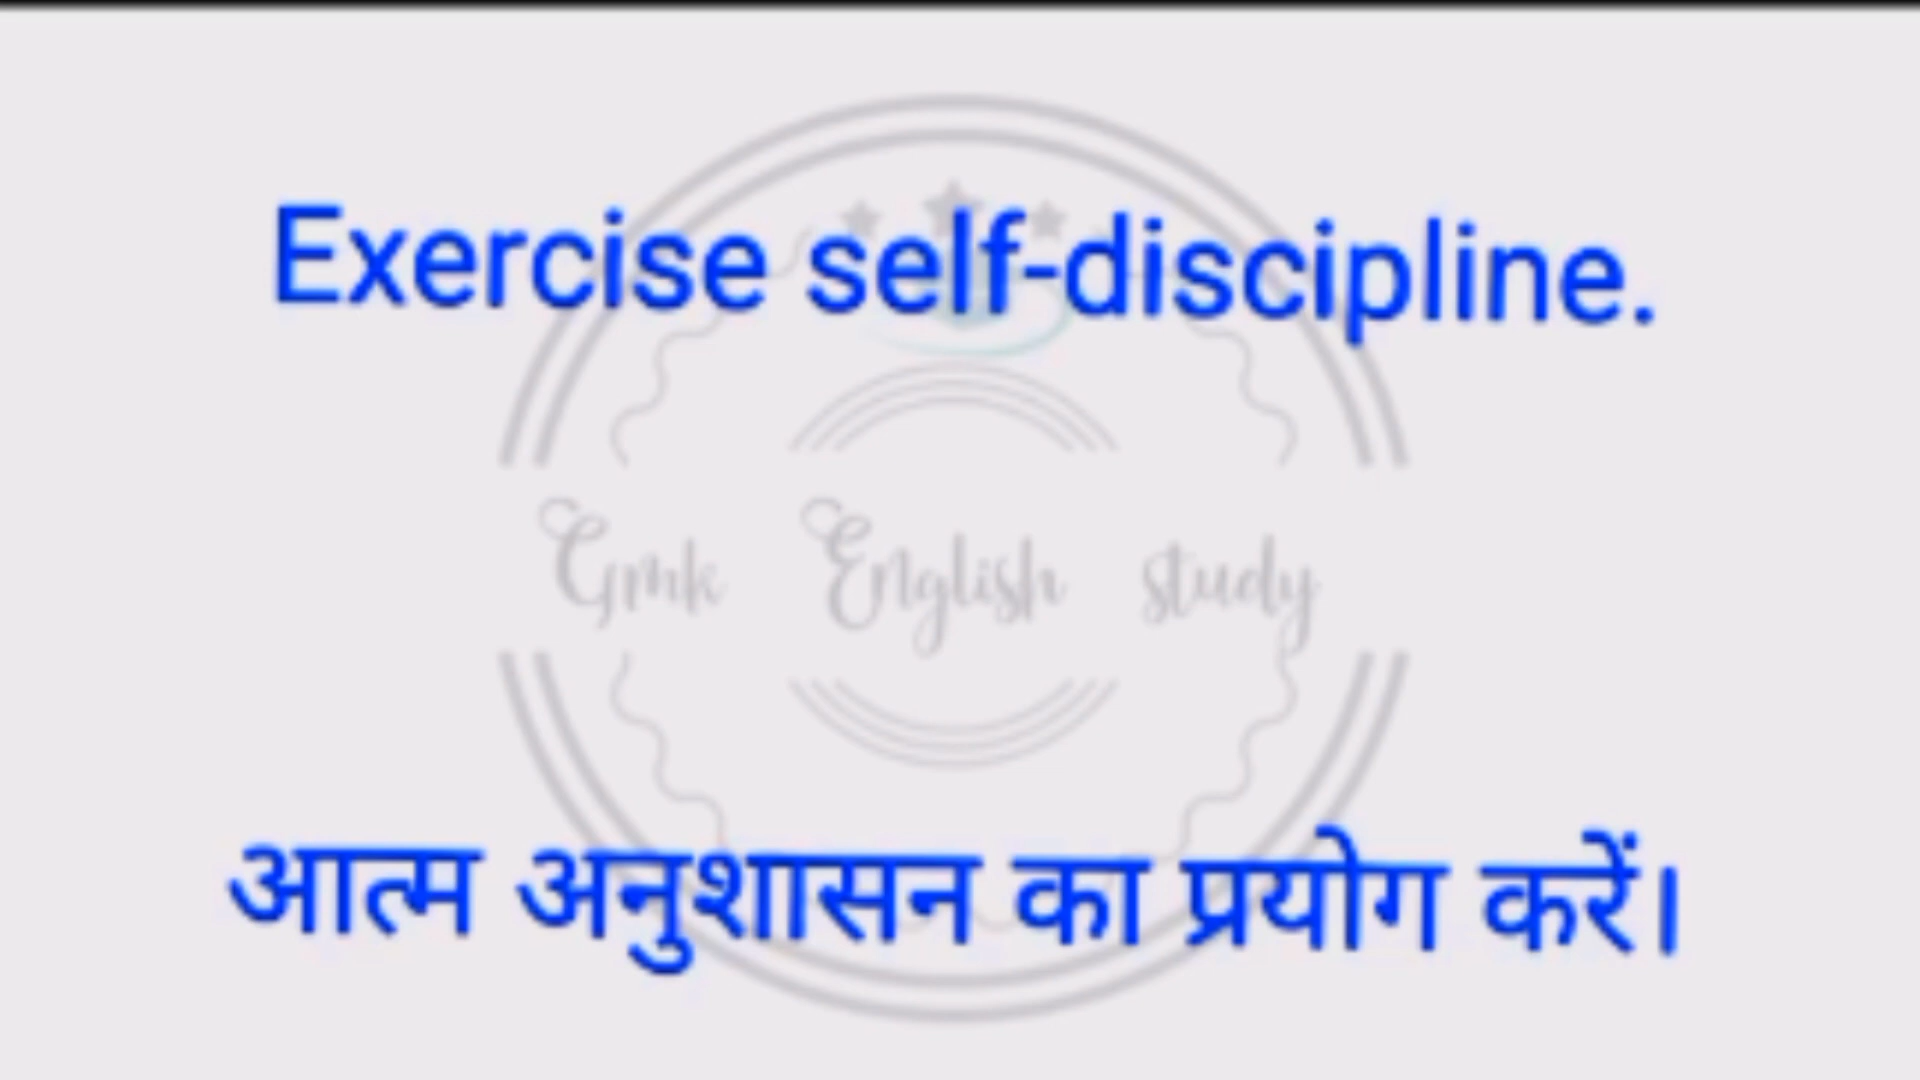 Exercise self-discipline.
Gmk English study
आत्म अनुशासन का प्रयोग करें।